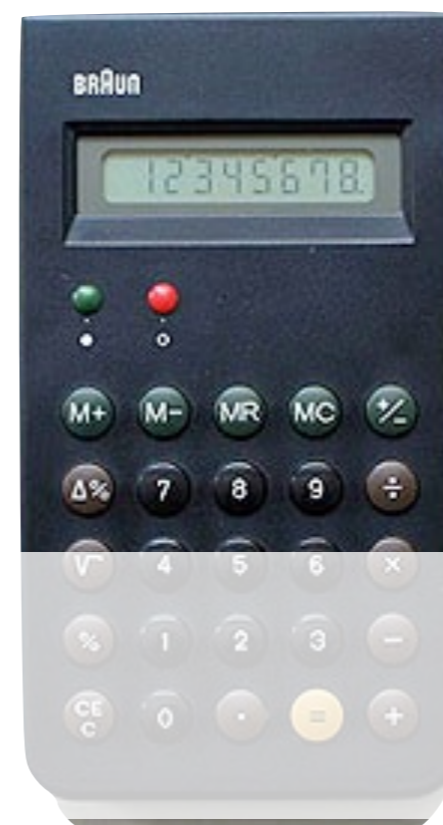 BRAUN
12345678.
M+ M- MR MC +/-
Δ% 7 8 9 ÷
√ 4 5 6 ×
% 1 2 3 −
CE
C 0 . = +